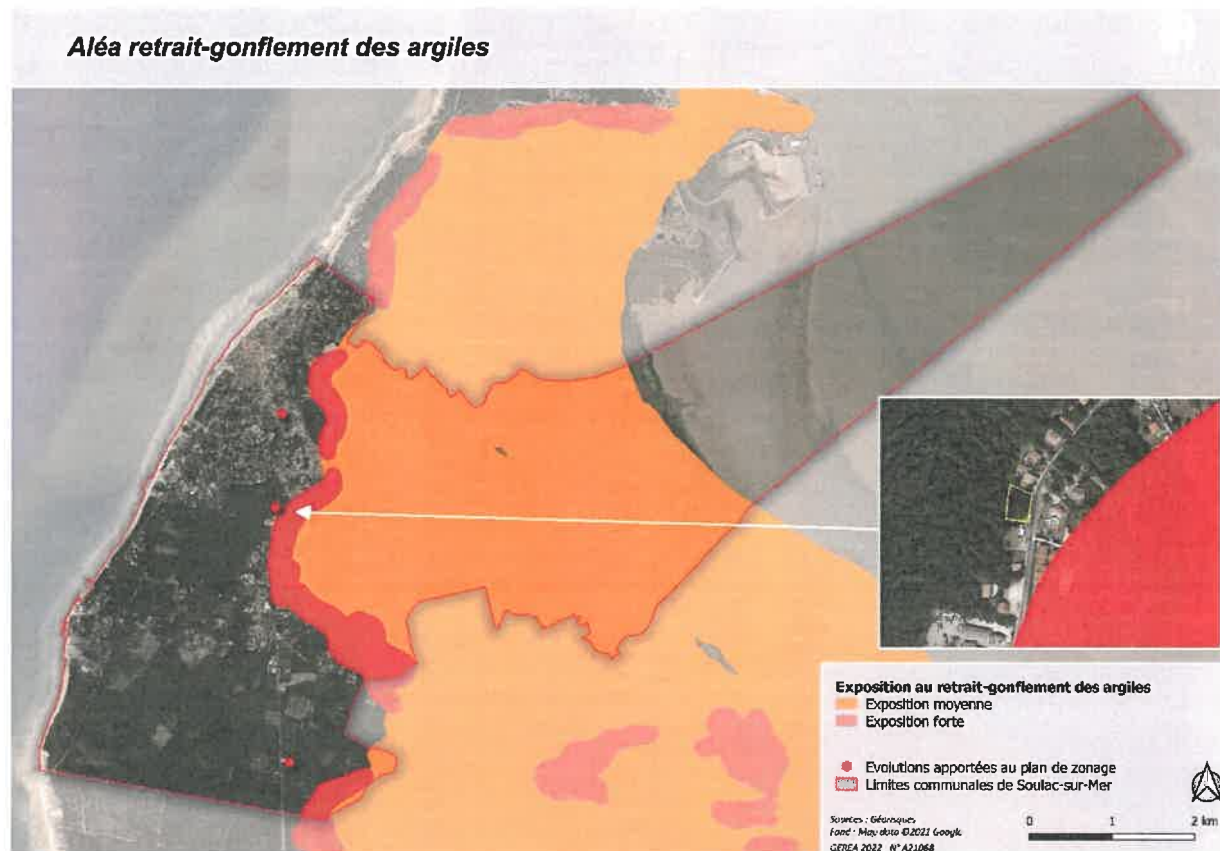 Aléa retrait-gonflement des argiles
Exposition au retrait-gonflement des argiles
Exposition moyenne
Exposition forte
Evolutions apportées au plan de zonage
Limites communales de Soulac-sur-Mer
Sources : Géorisques
Fond : Map data ©2021 Google
GEREA 2022 N° A21068
0 1 2 km